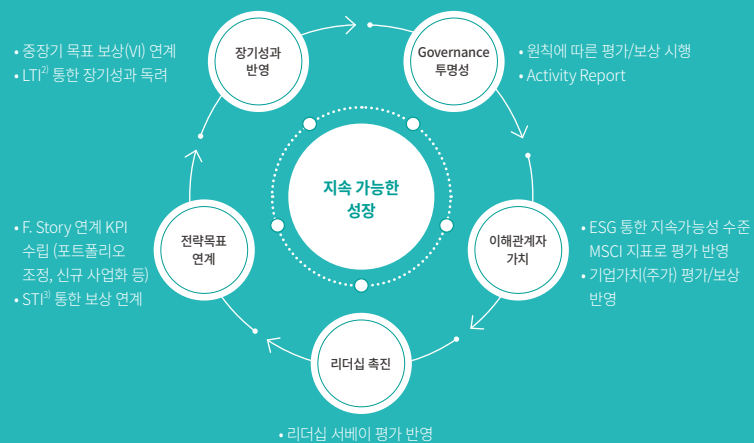 장기성과
반영
• 중장기 목표 보상(VI) 연계
• LTI2) 통한 장기성과 독려
Governance
투명성
• 원칙에 따른 평가/보상 시행
• Activity Report
지속 가능한
성장
전략목표
연계
• F. Story 연계 KPI
수립 (포트폴리오
조정, 신규 사업화 등)
• STI3) 통한 보상 연계
이해관계자
가치
• ESG 통한 지속가능성 수준
MSCI 지표로 평가 반영
• 기업가치(주가) 평가/보상
반영
리더십 촉진
• 리더십 서베이 평가 반영